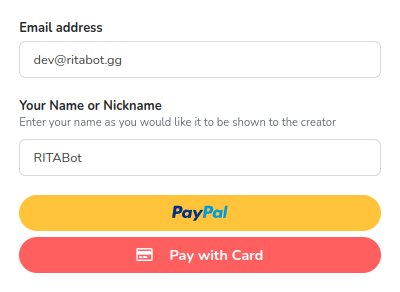 Email address
dev@ritabot.gg
Your Name or Nickname
Enter your name as you would like it to be shown to the creator
RITABot
PayPal
Pay with Card